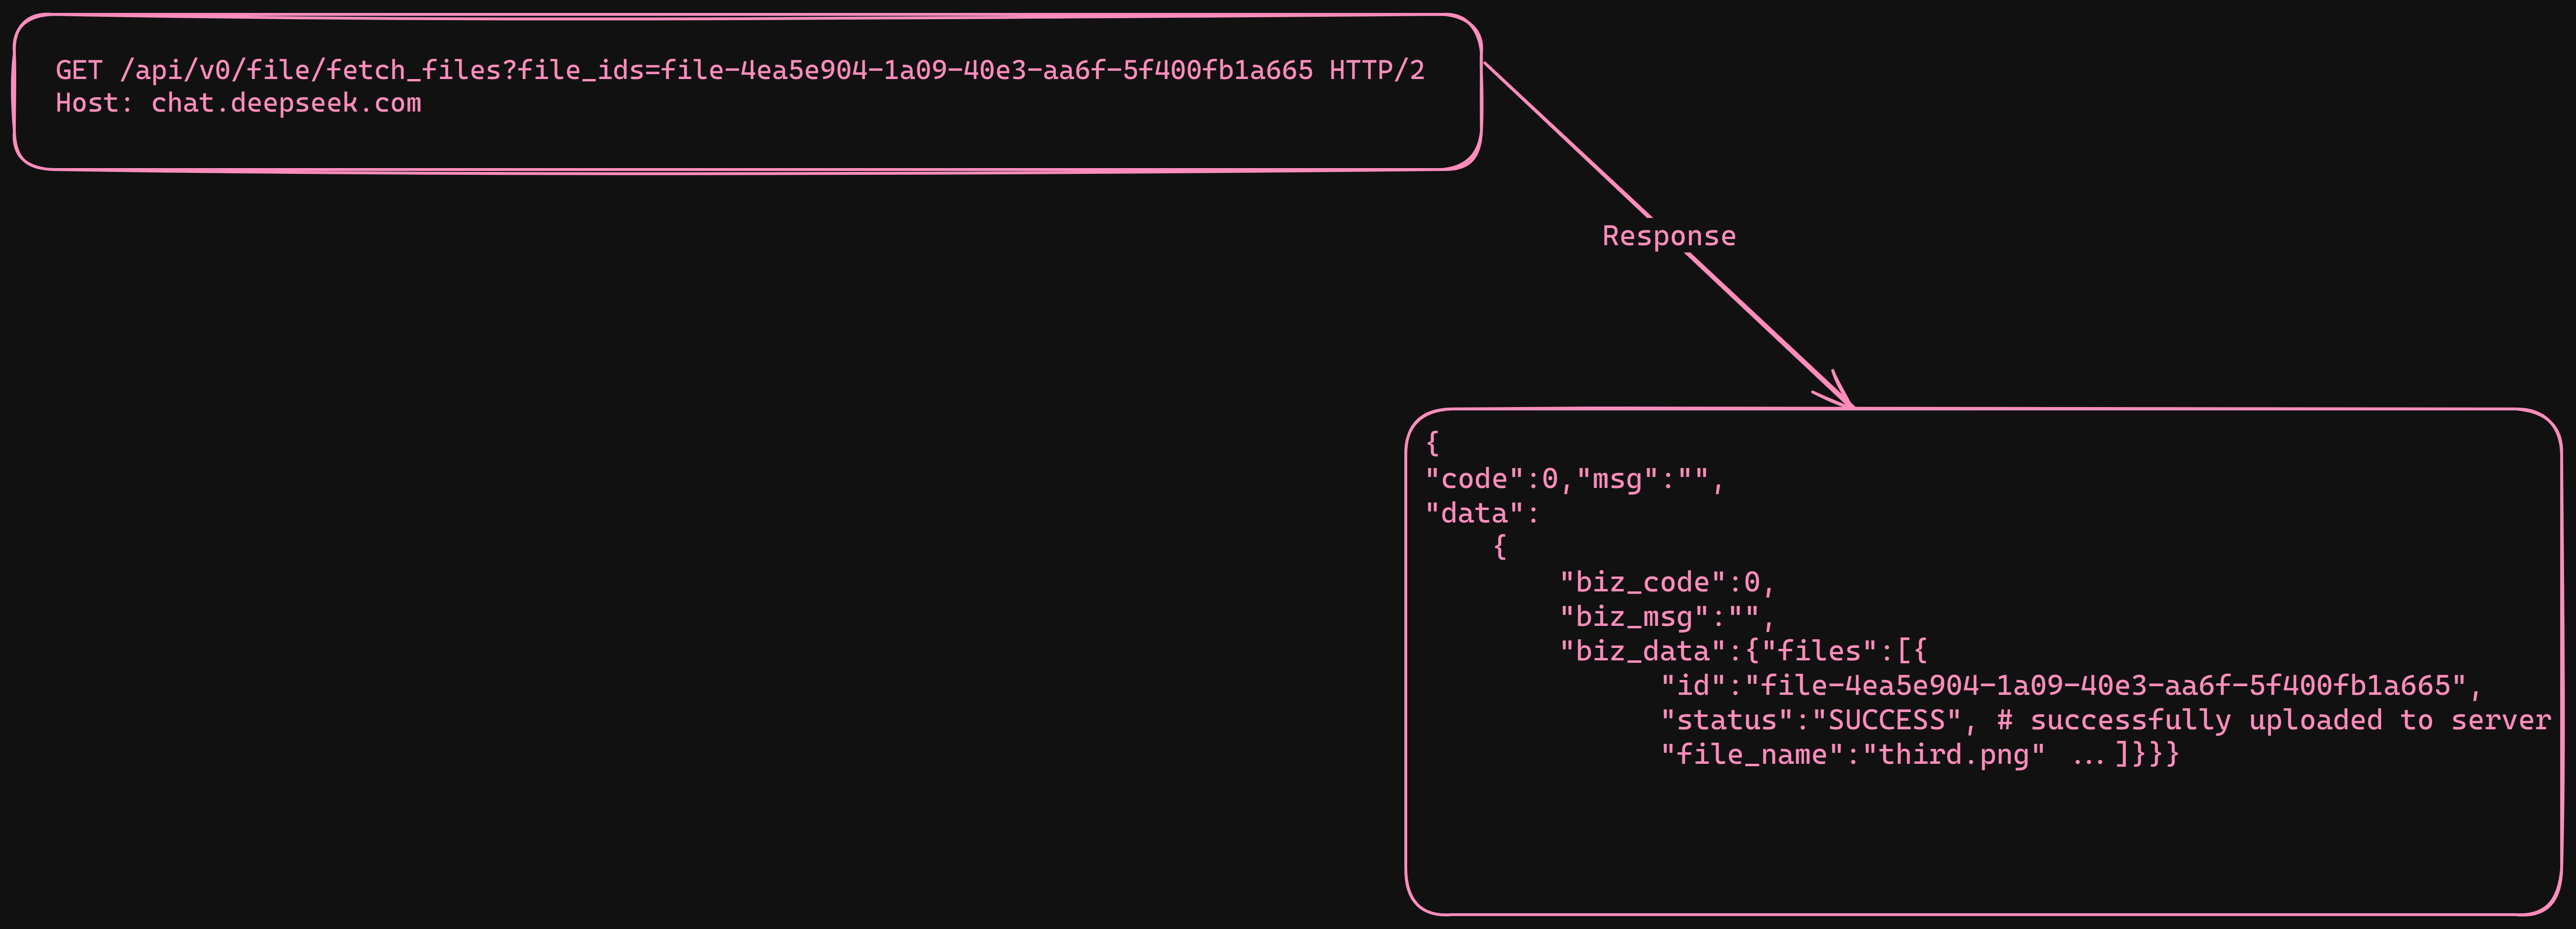 GET /api/v0/file/fetch_files?file_ids=file-4ea5e904-1a09-40e3-aa6f-5f400fb1a665 HTTP/2
Host: chat.deepseek.com
Response
{
"code":0,"msg":"",
"data":
{
"biz_code":0,
"biz_msg":"",
"biz_data":{"files":[{
"id":"file-4ea5e904-1a09-40e3-aa6f-5f400fb1a665",
"status":"SUCCESS", # successfully uploaded to server
"file_name":"third.png" ...]}}}